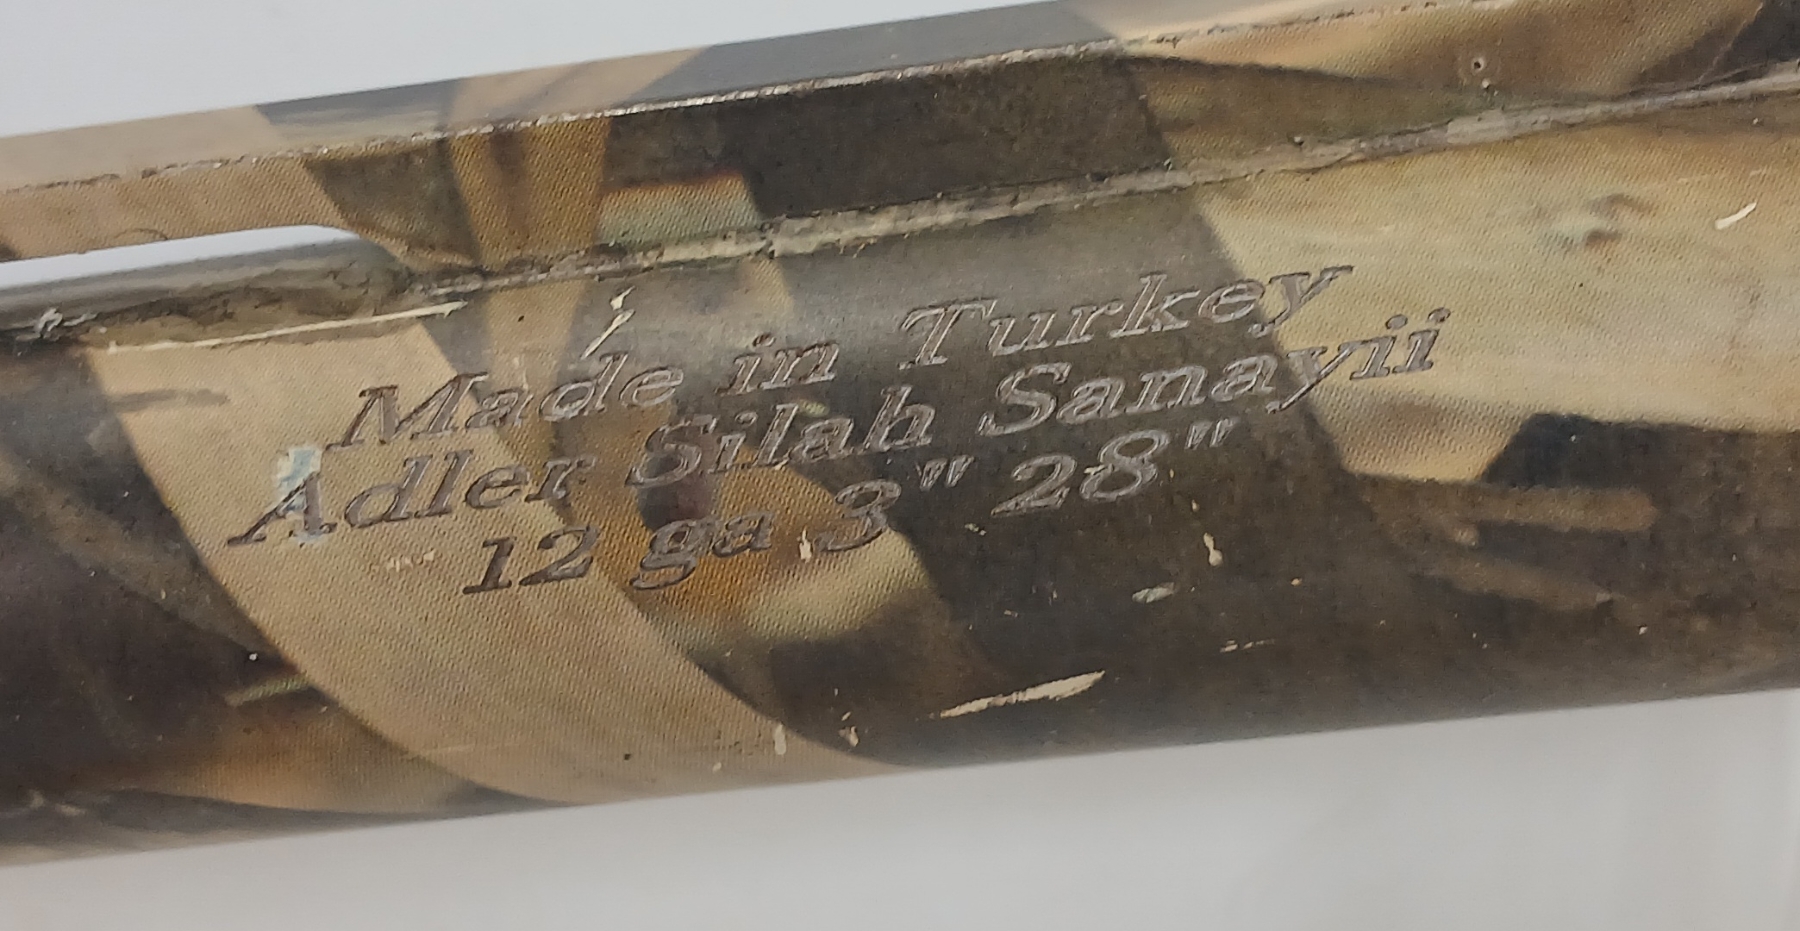 Made in Turkey
Adler Silah Sanayii
12 ga 3" 28"